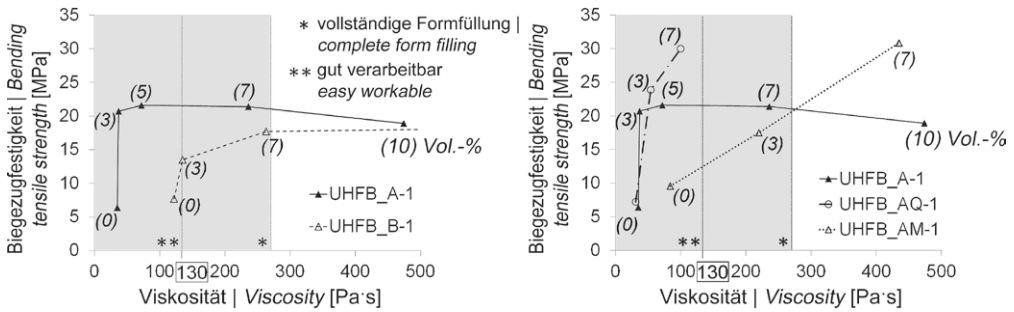 Biegezugfestigkeit | Bending
tensile strength [MPa]
35
30
25
20
15
10
5
0
* vollständige Formfüllung |
complete form filling
** gut verarbeitbar
easy workable
(0)
(3)
(5)
(7)
(10) Vol.-%
(0)
(3)
(7)
UHFB_A-1
UHFB_B-1
** *
0 100 130 200 300 400 500
Viskosität | Viscosity [Pa·s]
Biegezugfestigkeit | Bending
tensile strength [MPa]
35
30
25
20
15
10
5
0
(7)
(3)
(5)
(3)
(0)
(7)
(10) Vol.-%
(7)
(3)
(0)
UHFB_A-1
UHFB_AQ-1
UHFB_AM-1
** *
0 100 130 200 300 400 500
Viskosität | Viscosity [Pa·s]